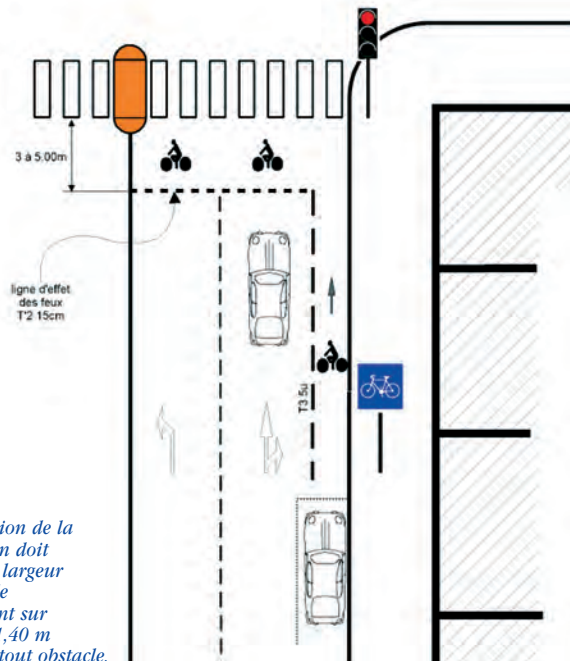 3 à 5.00m
ligne d'effet
des feux
T'2 15cm
T3 5u
ion de la
n doit
largeur
e
nt sur
,40 m
tout obstacle.